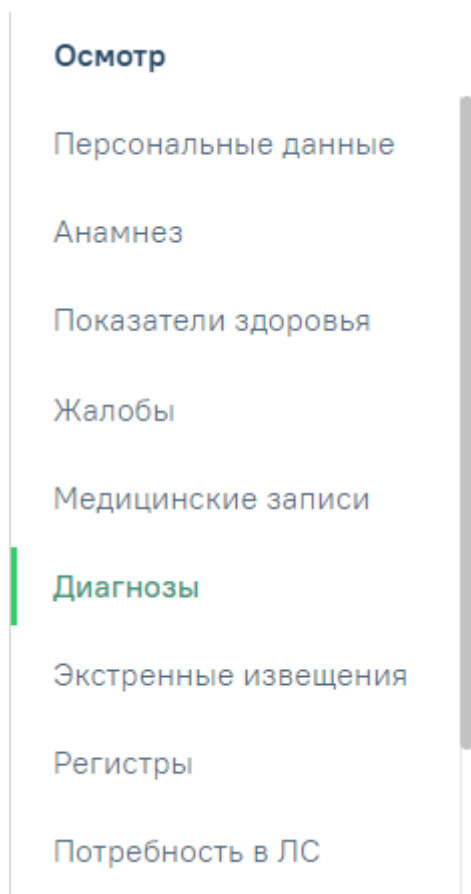 Осмотр
Персональные данные
Анамнез
Показатели здоровья
Жалобы
Медицинские записи
Диагнозы
Экстренные извещения
Регистры
Потребность в ЛС